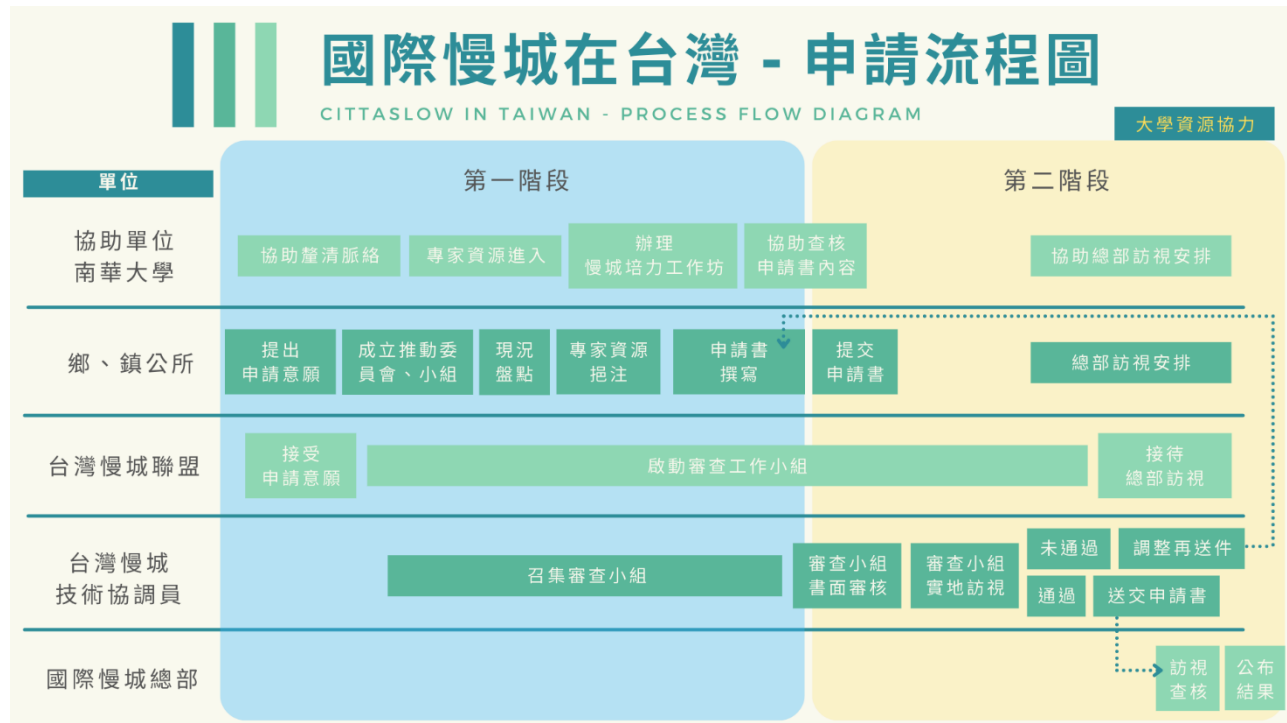 國際慢城在台灣 - 申請流程圖
CITTASLOW IN TAIWAN - PROCESS FLOW DIAGRAM
大學資源協力
單位
第一階段
第二階段
協助單位
南華大學
協助釐清脈絡
專家資源進入
辦理
慢城培力工作坊
協助查核
申請書內容
協助總部訪視安排
鄉、鎮公所
提出
申請意願
成立推動委
員會、小組
現況
盤點
專家資源
挹注
申請書
撰寫
提交
申請書
總部訪視安排
台灣慢城聯盟
接受
申請意願
啟動審查工作小組
接待
總部訪視
台灣慢城
技術協調員
召集審查小組
審查小組
書面審核
審查小組
實地訪視
未通過
調整再送件
通過
送交申請書
國際慢城總部
訪視
查核
公布
結果